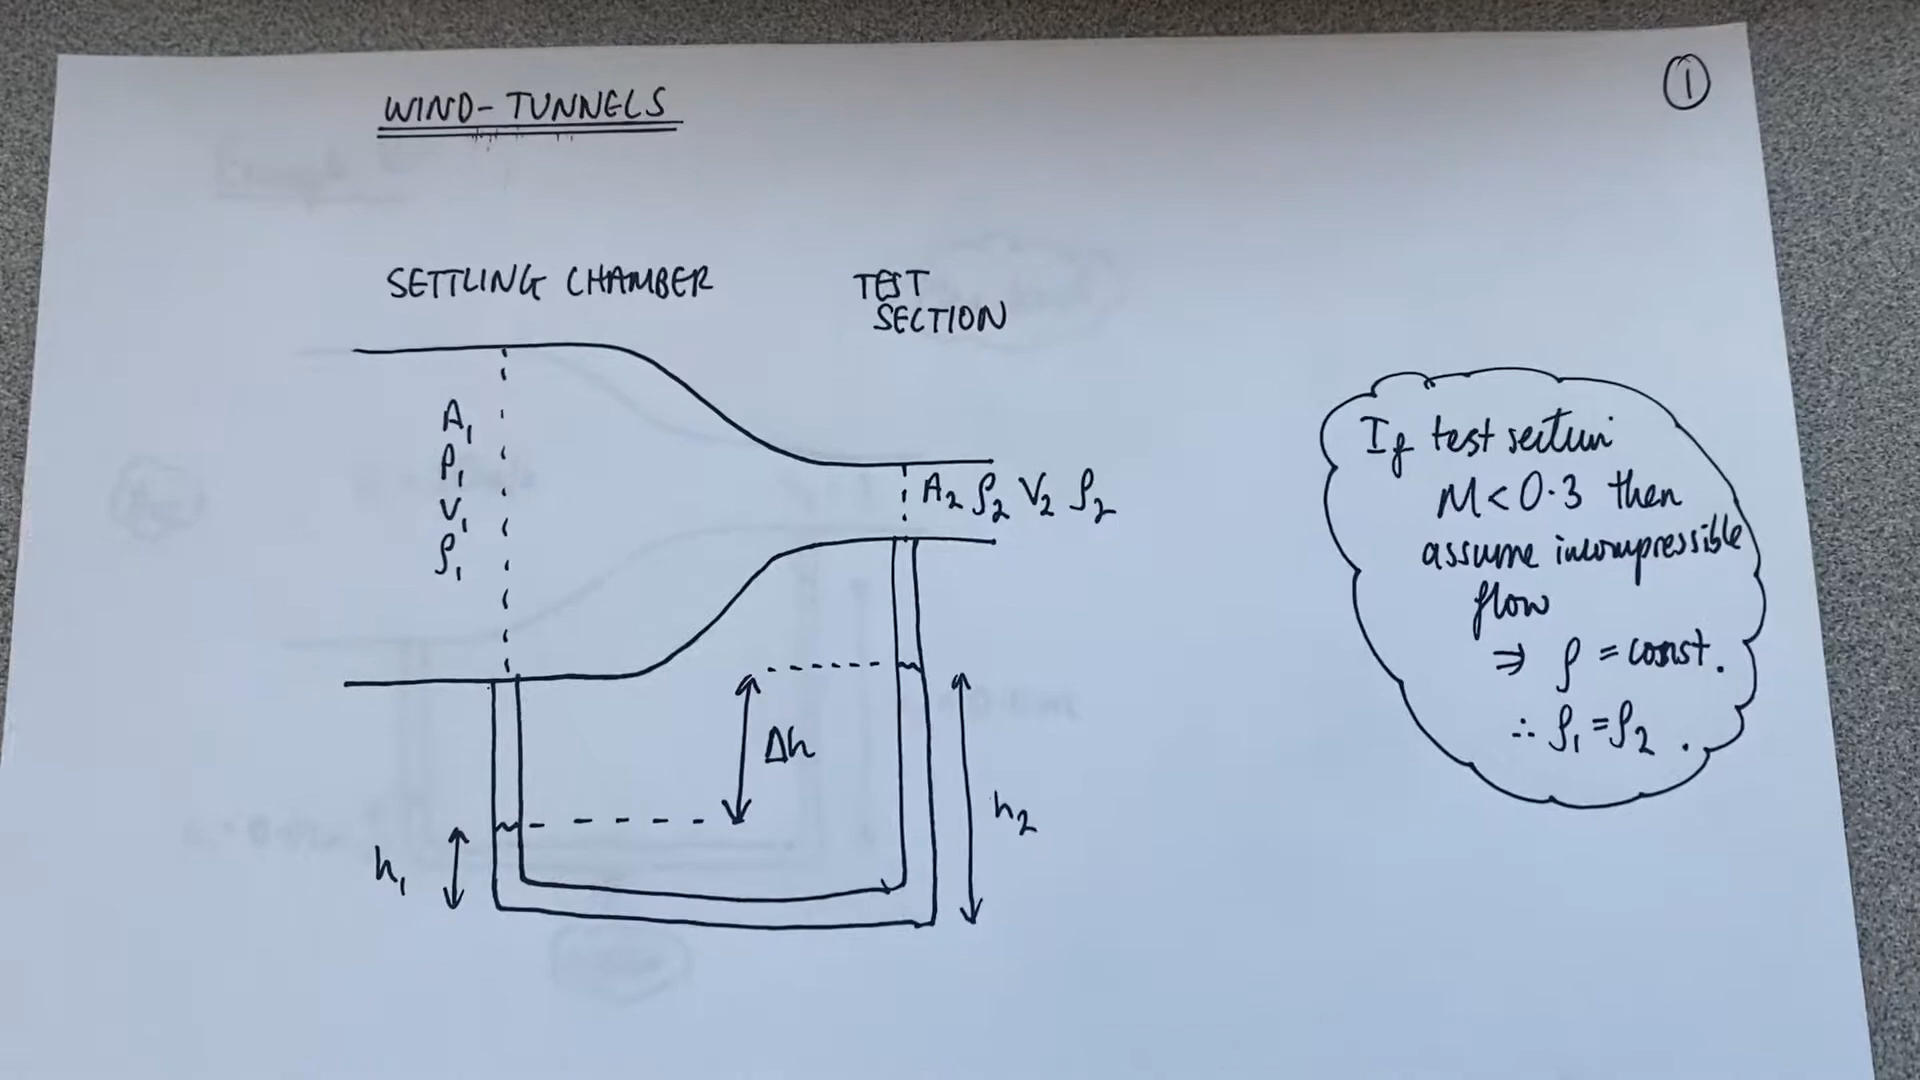 WIND-TUNNELS
①
SETTLING CHAMBER
TEST
SECTION
A₁
P₁
V₁
ρ₁
A₂ ρ₂ V₂ ρ₂
If test section
M<0.3 then
assume incompressible
flow
⇒ ρ = const.
∴ ρ₁=ρ₂.
Δh
h₁
h₂